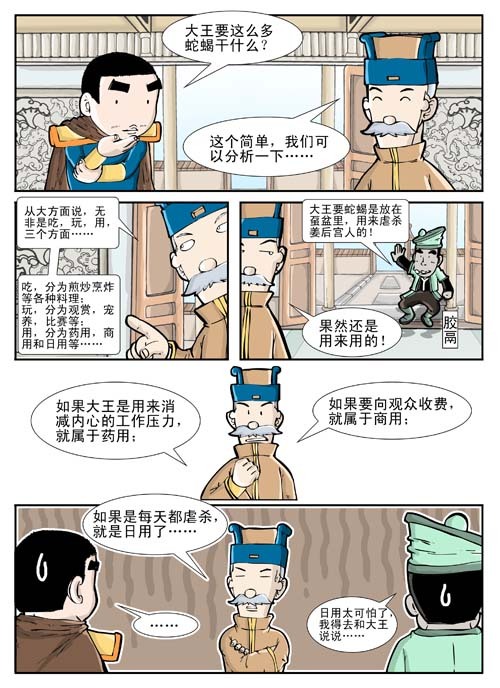 大王要这么多
蛇蝎干什么？
这个简单，我们可
以分析一下……
从大方面说，无
非是吃，玩，用，
三个方面……
吃，分为煎炒烹炸
等各种料理；
玩，分为观赏，宠
养，比赛等；
用，分为药用，商
用和日用等……
大王要蛇蝎是放在
虿盆里，用来虐杀
姜后宫人的！
果然还是
用来用的！
胶鬲
如果大王是用来消
减内心的工作压力，
就属于药用；
如果要向观众收费，
就属于商用；
如果是每天都虐杀，
就是日用了……
……
日用太可怕了，
我得去和大王
说说……